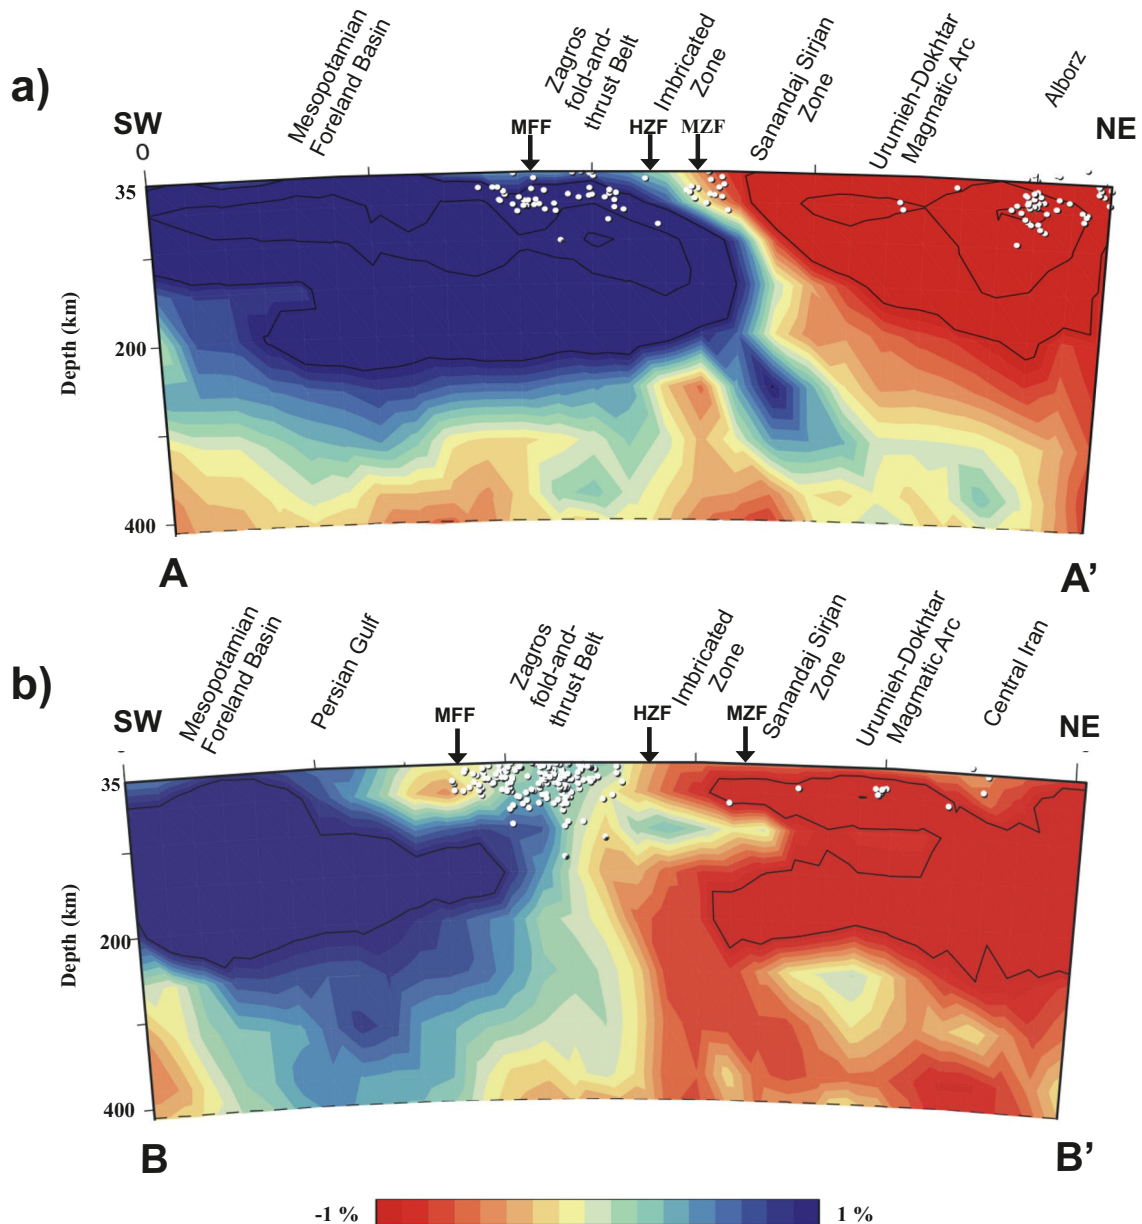 a)
SW
NE
Mesopotamian
Foreland Basin
Zagros
fold-and-
thrust Belt
Imbricated
Zone
Sanandaj Sirjan
Zone
Urumieh-Dokhtar
Magmatic Arc
Alborz
MFF
HZF
MZF
0
35
200
400
Depth (km)
A
A’
b)
SW
NE
Mesopotamian
Foreland Basin
Persian Gulf
Zagros
fold-and-
thrust Belt
Imbricated
Zone
Sanandaj Sirjan
Zone
Urumieh-Dokhtar
Magmatic Arc
Central Iran
MFF
HZF
MZF
35
200
400
Depth (km)
B
B’
-1 %
1 %